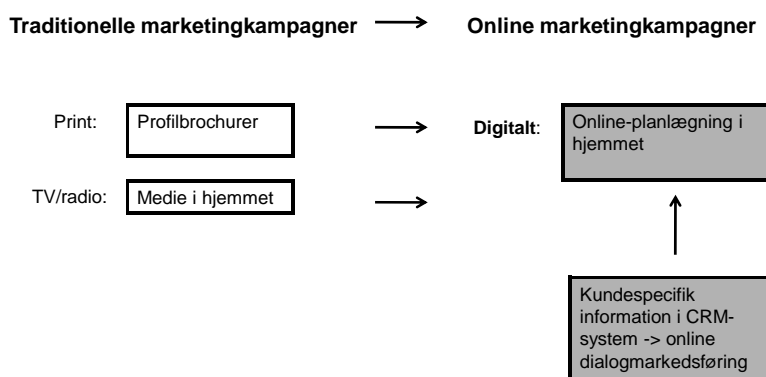 Traditionelle marketingkampagner
Online marketingkampagner
Print:
Profilbrochurer
Digitalt:
Online-planlægning i
hjemmet
TV/radio:
Medie i hjemmet
Kundespecifik
information i CRM-
system -> online
dialogmarkedsføring